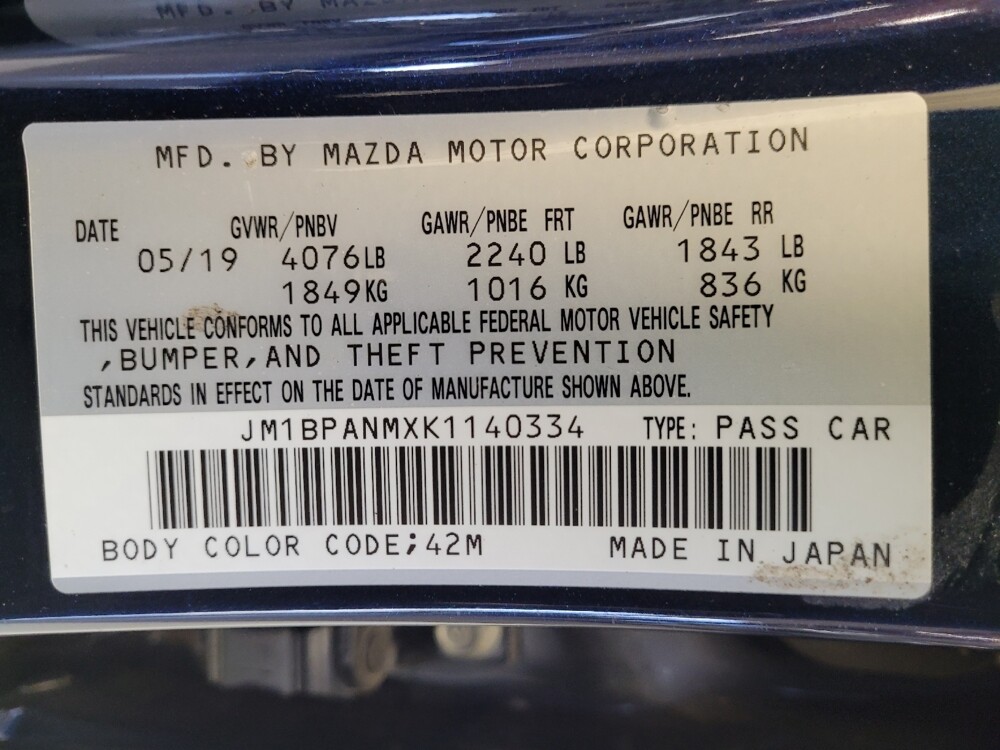 MFD. BY MAZDA MOTOR CORPORATION
DATE GVWR/PNBV GAWR/PNBE FRT GAWR/PNBE RR
05/19 4076LB 2240 LB 1843 LB
1849KG 1016 KG 836 KG
THIS VEHICLE CONFORMS TO ALL APPLICABLE FEDERAL MOTOR VEHICLE SAFETY
,BUMPER,AND THEFT PREVENTION
STANDARDS IN EFFECT ON THE DATE OF MANUFACTURE SHOWN ABOVE.
JM1BPANMXK1140334 TYPE: PASS CAR
BODY COLOR CODE;42M MADE IN JAPAN